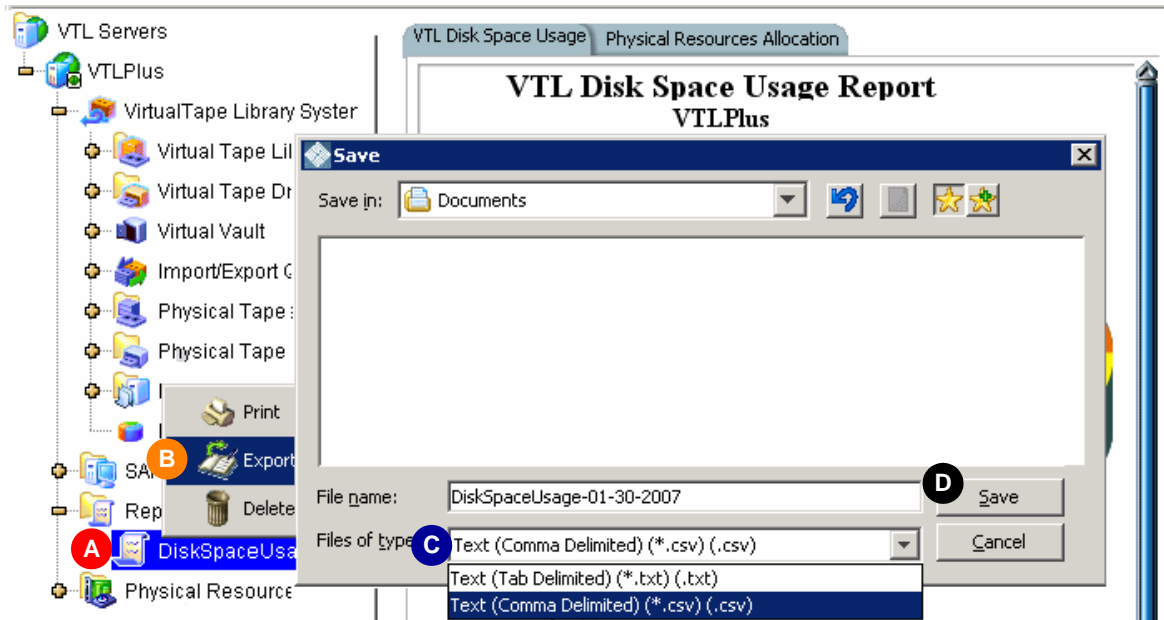 VTL Servers
VTLPlus
VirtualTape Library Syster
Virtual Tape Lil
Virtual Tape Dr
Virtual Vault
Import/Export
Physical Tape
Physical Tape
Print
B
Export
SA
Delete
Rep
A
DiskSpaceUsa
Physical Resource
VTL Disk Space Usage
Physical Resources Allocation
VTL Disk Space Usage Report
VTLPlus
Save
Save in:
Documents
File name:
DiskSpaceUsage-01-30-2007
D
Save
Files of type
C
Text (Comma Delimited) (*.csv) (.csv)
Cancel
Text (Tab Delimited) (*.txt) (.txt)
Text (Comma Delimited) (*.csv) (.csv)